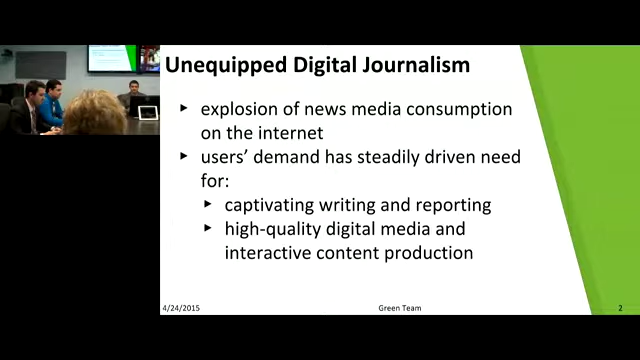 Unequipped Digital Journalism
‣ explosion of news media consumption
on the internet
‣ users’ demand has steadily driven need
for:
‣ captivating writing and reporting
‣ high-quality digital media and
interactive content production
4/24/2015 Green Team 2